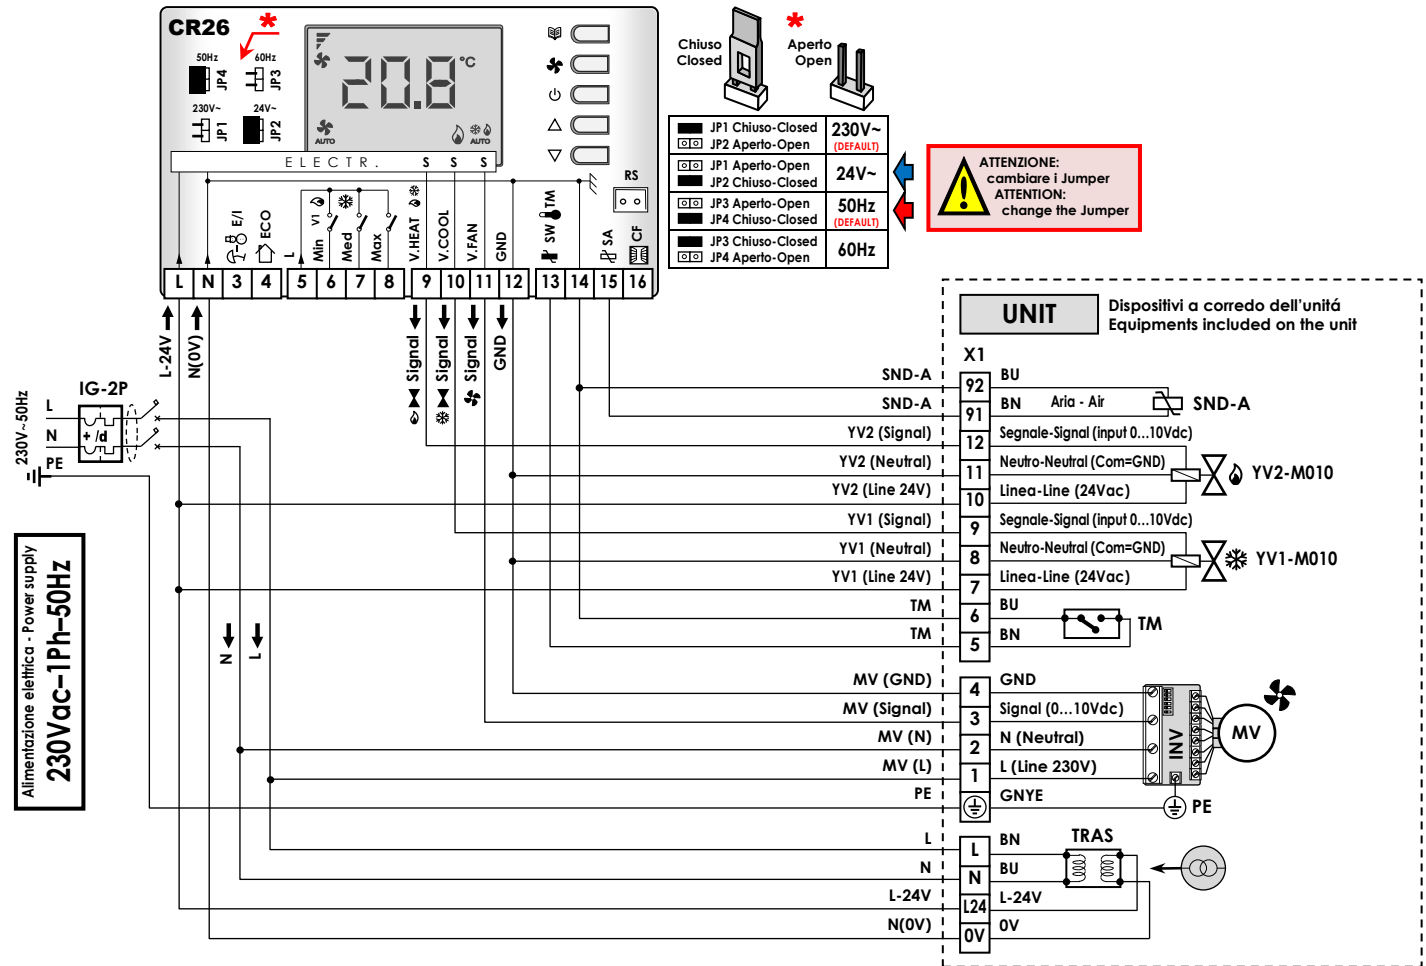 CR26
*
50Hz
60Hz
JP4
JP3
230V~
24V~
JP1
JP2
20.8 °C
AUTO
AUTO
ELECTR.
S S S
RS
E/I
ECO
L
Min V1
Med
Max
V.HEAT
V.COOL
V.FAN
GND
SW TM
SA
CF
L N 3 4 5 6 7 8 9 10 11 12 13 14 15 16
Chiuso
Closed
*
Aperto
Open
JP1 Chiuso-Closed
JP2 Aperto-Open
230V~
(DEFAULT)
JP1 Aperto-Open
JP2 Chiuso-Closed
24V~
JP3 Aperto-Open
JP4 Chiuso-Closed
50Hz
(DEFAULT)
JP3 Chiuso-Closed
JP4 Aperto-Open
60Hz
!
ATTENZIONE:
cambiare i Jumper
ATTENTION:
change the Jumper
L-24V
N(0V)
Signal
Signal
Signal
GND
IG-2P
230V~50Hz
L
N
PE
+ /d
N
L
Alimentazione elettrica - Power supply
230Vac–1Ph–50Hz
UNIT
Dispositivi a corredo dell'unitá
Equipments included on the unit
X1
SND-A 92 BU
SND-A 91 BN Aria - Air SND-A
YV2 (Signal) 12 Segnale-Signal (input 0...10Vdc)
YV2 (Neutral) 11 Neutro-Neutral (Com=GND) YV2-M010
YV2 (Line 24V) 10 Linea-Line (24Vac)
YV1 (Signal) 9 Segnale-Signal (input 0...10Vdc)
YV1 (Neutral) 8 Neutro-Neutral (Com=GND) YV1-M010
YV1 (Line 24V) 7 Linea-Line (24Vac)
TM 6 BU TM
TM 5 BN
MV (GND) 4 GND
MV (Signal) 3 Signal (0...10Vdc)
MV (N) 2 N (Neutral)
MV (L) 1 L (Line 230V)
INV
MV
PE GNYE PE
L L BN TRAS
N N BU
L-24V L24 L-24V
N(0V) 0V 0V